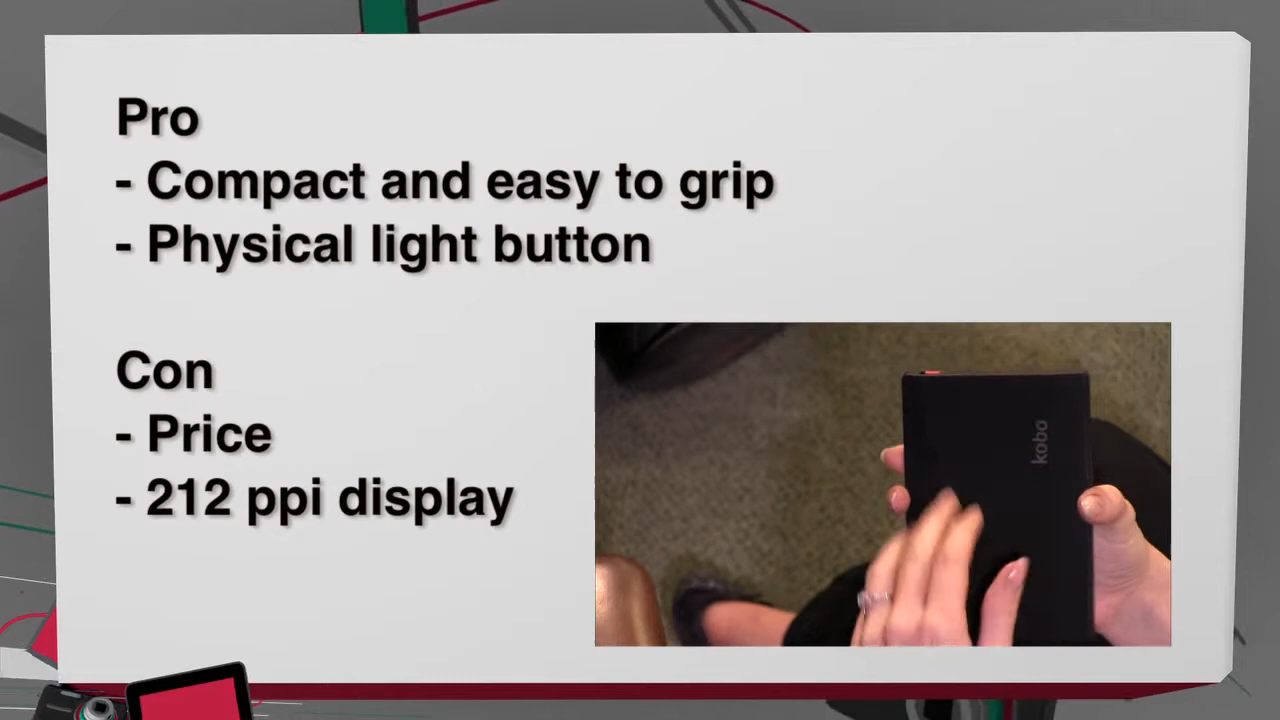 Pro
- Compact and easy to grip
- Physical light button
Con
- Price
- 212 ppi display
kobo